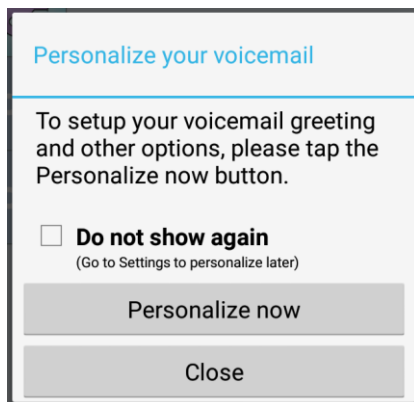 Personalize your voicemail
To setup your voicemail greeting
and other options, please tap the
Personalize now button.
Do not show again
(Go to Settings to personalize later)
Personalize now
Close